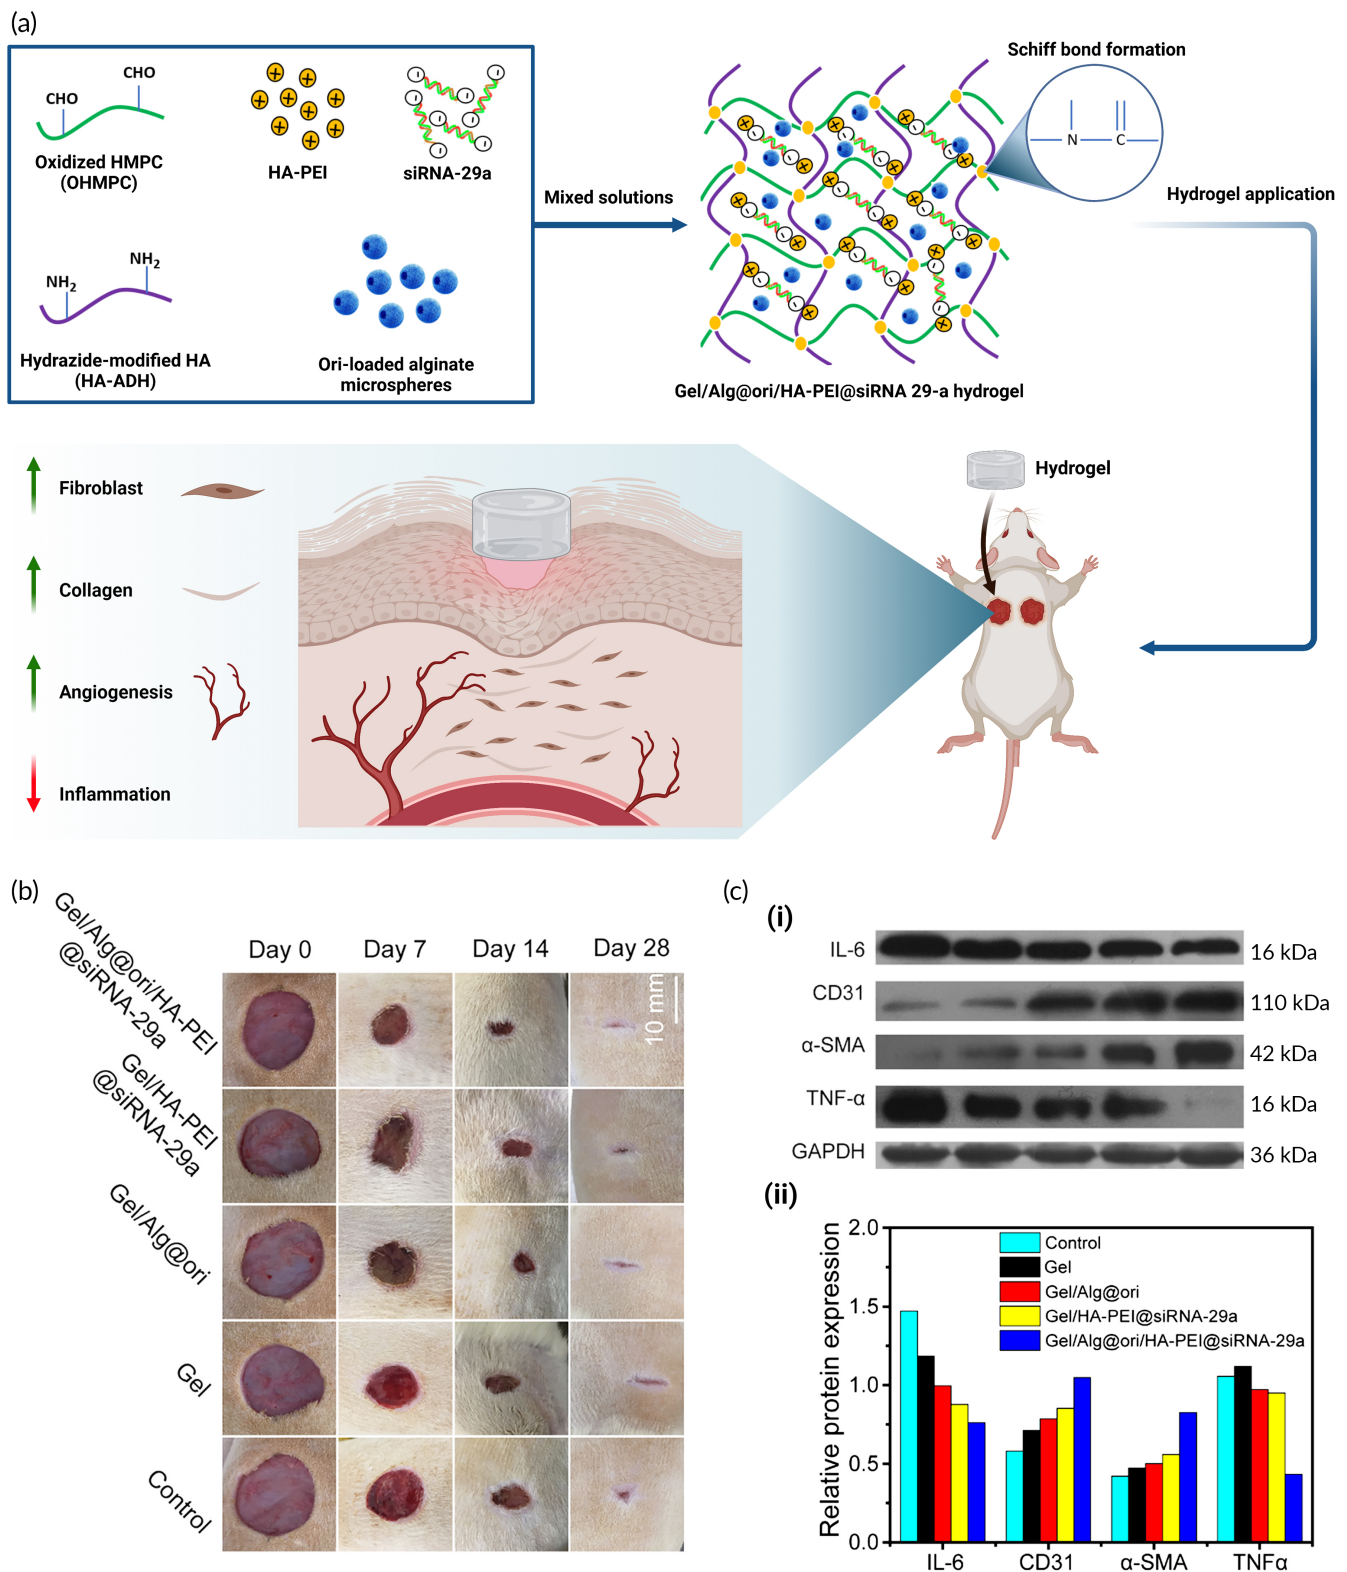 (a)
CHO
CHO
Oxidized HMPC
(OHMPC)
HA-PEI
siRNA-29a
NH2
NH2
Hydrazide-modified HA
(HA-ADH)
Ori-loaded alginate
microspheres
Mixed solutions
Schiff bond formation
N
C
Hydrogel application
Gel/Alg@ori/HA-PEI@siRNA 29-a hydrogel
Fibroblast
Collagen
Angiogenesis
Inflammation
Hydrogel
(b)
Day 0
Day 7
Day 14
Day 28
10 mm
Gel/Alg@ori/HA-PEI
@siRNA-29a
Gel/HA-PEI
@siRNA-29a
Gel/Alg@ori
Gel
Control
(c)
(i)
IL-6
16 kDa
CD31
110 kDa
α-SMA
42 kDa
TNF-α
16 kDa
GAPDH
36 kDa
(ii)
Relative protein expression
2.0
1.5
1.0
0.5
0.0
Control
Gel
Gel/Alg@ori
Gel/HA-PEI@siRNA-29a
Gel/Alg@ori/HA-PEI@siRNA-29a
IL-6
CD31
α-SMA
TNFα